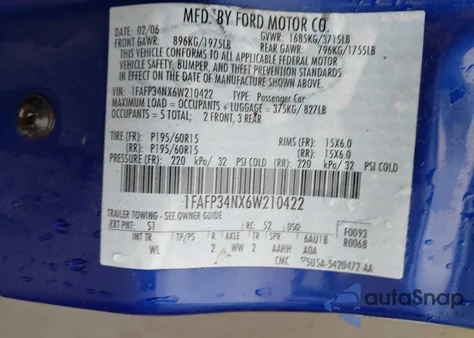 MFD. BY FORD MOTOR CO.
DATE: 02/06 GVWR: 1685KG/3715LB
FRONT GAWR: 896KG/1975LB REAR GAWR: 796KG/1755LB
THIS VEHICLE CONFORMS TO ALL APPLICABLE FEDERAL MOTOR
VEHICLE SAFETY, BUMPER, AND THEFT PREVENTION STANDARDS
IN EFFECT ON THE DATE OF MANUFACTURE SHOWN ABOVE.
VIN: 1FAFP34NX6W210422 TYPE: Passenger Car
MAXIMUM LOAD = OCCUPANTS + LUGGAGE = 375KG/ 827LB
OCCUPANTS = 5 TOTAL: 2 FRONT, 3 REAR
TIRE (FR): P195/60R15 RIMS (FR): 15X6.0
(RR): P195/60R15 (RR): 15X6.0
PRESSURE (FR): 220 kPa/ 32 PSI COLD (RR): 220 kPa/ 32 PSI COLD
1FAFP34NX6W210422
TRAILER TOWING - SEE OWNER GUIDE
EXT PNT: S1 RC: 52 DSO: F0093
INT TR TP/PS R AXLE TR SPR 6AU1B R0068
WL 2 WW 2 AAHH AOA
CMC 5U5A-5420472-AA
autoSnap